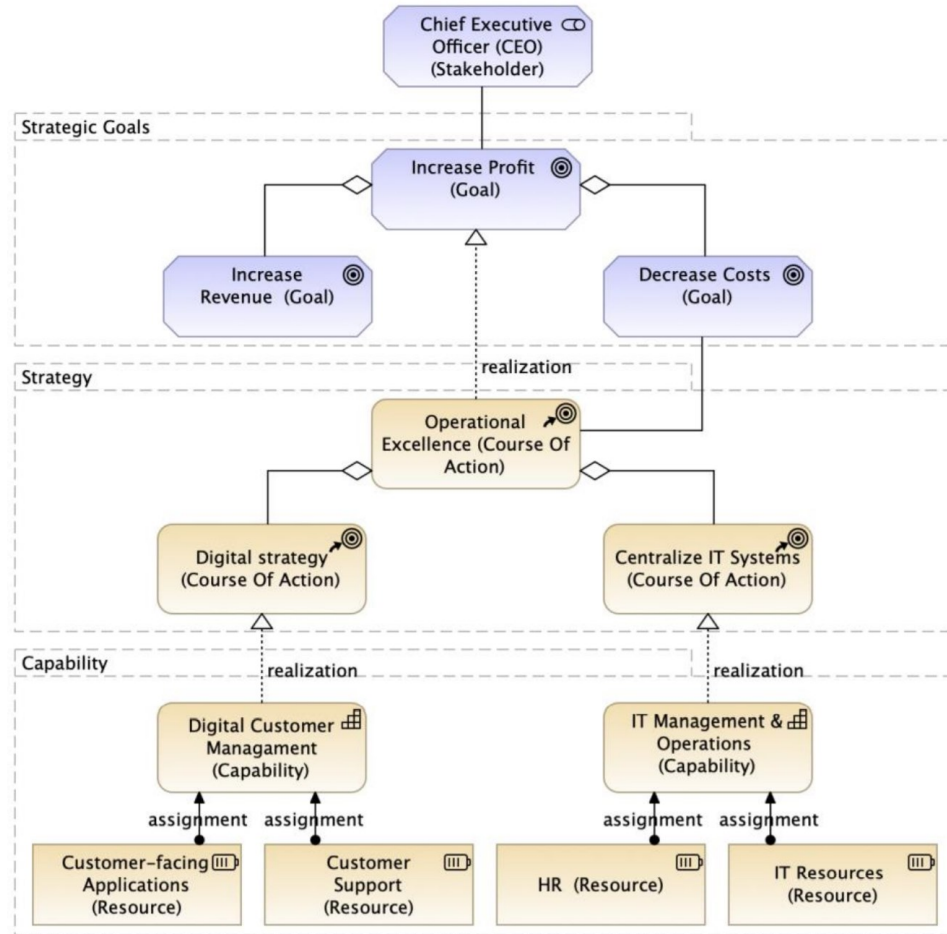 Chief Executive
Officer (CEO)
(Stakeholder)
Strategic Goals
Increase Profit
(Goal)
Increase
Revenue  (Goal)
Decrease Costs
(Goal)
realization
Strategy
Operational
Excellence (Course Of
Action)
Digital strategy
(Course Of Action)
Centralize IT Systems
(Course Of Action)
Capability
realization
realization
Digital Customer
Managament
(Capability)
IT Management &
Operations
(Capability)
assignment
assignment
assignment
assignment
Customer-facing
Applications
(Resource)
Customer
Support
(Resource)
HR  (Resource)
IT Resources
(Resource)